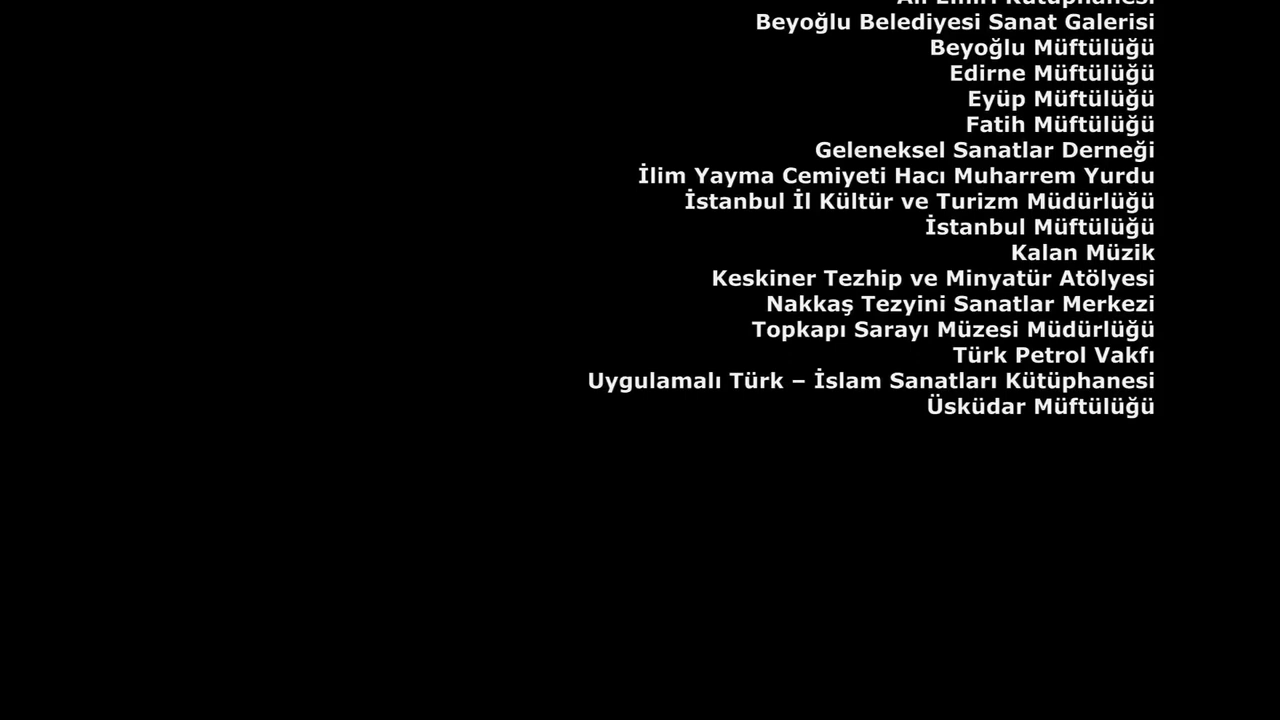 Beyoğlu Belediyesi Sanat Galerisi
Beyoğlu Müftülüğü
Edirne Müftülüğü
Eyüp Müftülüğü
Fatih Müftülüğü
Geleneksel Sanatlar Derneği
İlim Yayma Cemiyeti Hacı Muharrem Yurdu
İstanbul İl Kültür ve Turizm Müdürlüğü
İstanbul Müftülüğü
Kalan Müzik
Keskiner Tezhip ve Minyatür Atölyesi
Nakkaş Tezyini Sanatlar Merkezi
Topkapı Sarayı Müzesi Müdürlüğü
Türk Petrol Vakfı
Uygulamalı Türk – İslam Sanatları Kütüphanesi
Üsküdar Müftülüğü